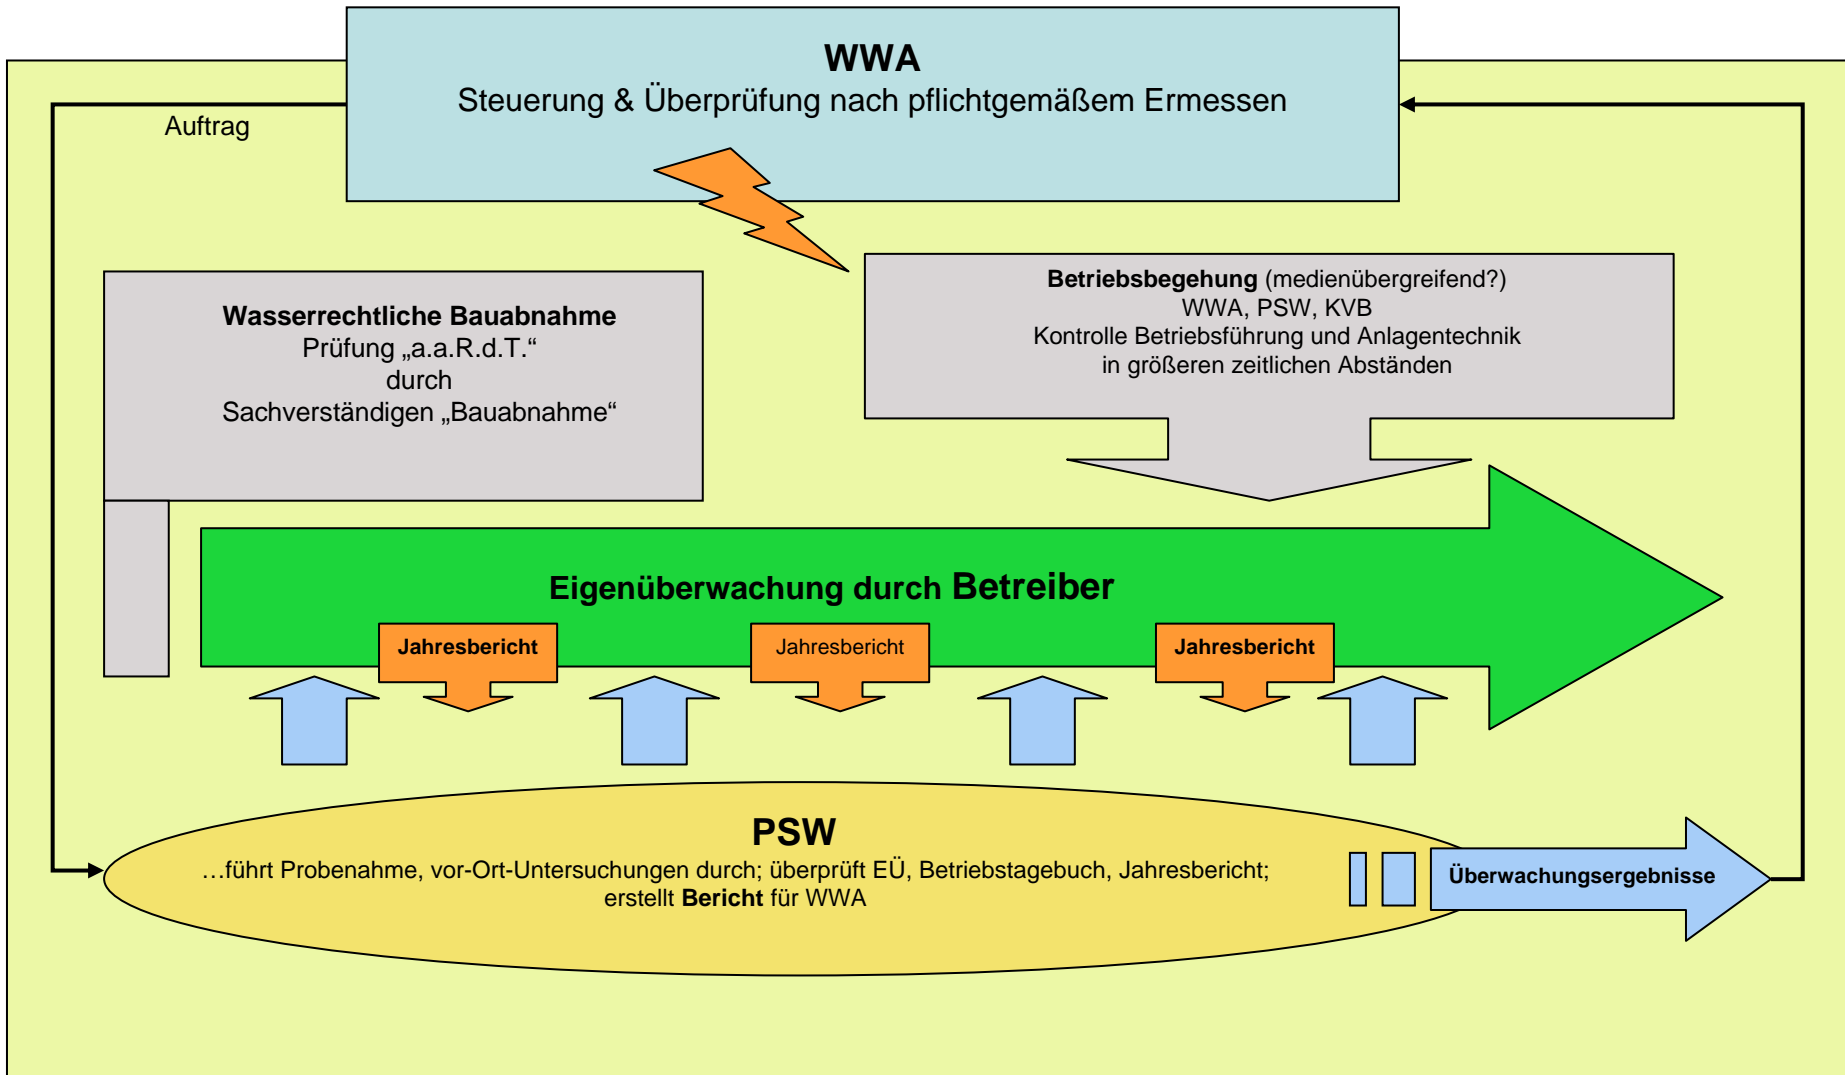 WWA
Steuerung & Überprüfung nach pflichtgemäßem Ermessen
Auftrag
Wasserrechtliche Bauabnahme
Prüfung „a.a.R.d.T.“
durch
Sachverständigen „Bauabnahme“
Betriebsbegehung (medienübergreifend?)
WWA, PSW, KVB
Kontrolle Betriebsführung und Anlagentechnik
in größeren zeitlichen Abständen
Eigenüberwachung durch Betreiber
Jahresbericht
Jahresbericht
Jahresbericht
PSW
…führt Probenahme, vor-Ort-Untersuchungen durch; überprüft EÜ, Betriebstagebuch, Jahresbericht;
erstellt Bericht für WWA
Überwachungsergebnisse